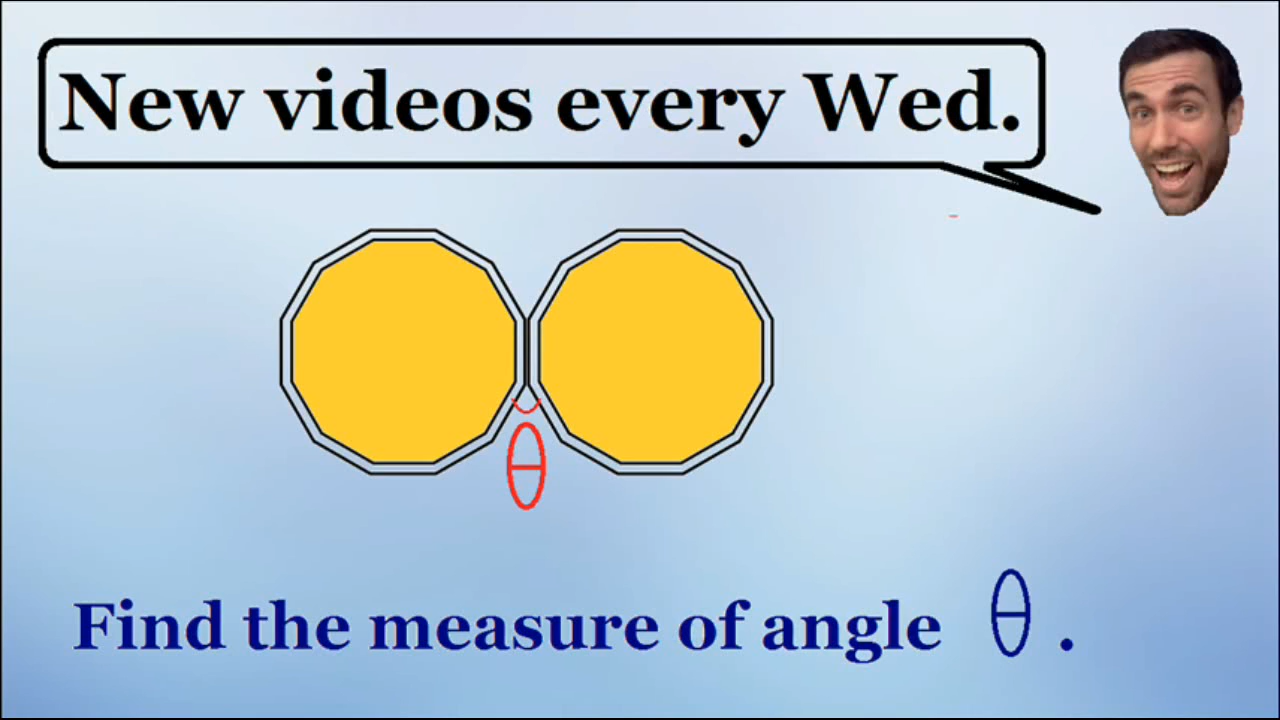 New videos every Wed.
θ
Find the measure of angle θ .